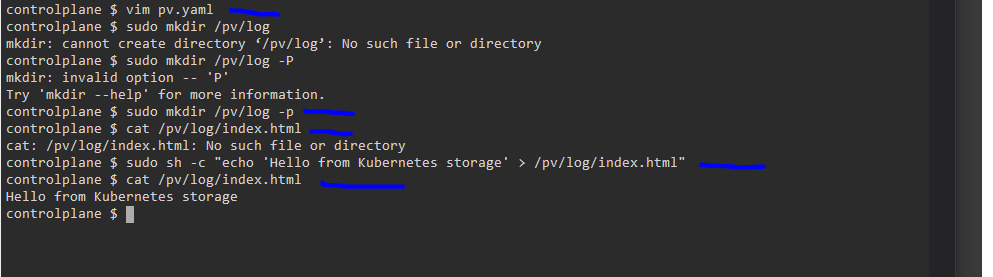 controlplane $ vim pv.yaml
controlplane $ sudo mkdir /pv/log
mkdir: cannot create directory ‘/pv/log’: No such file or directory
controlplane $ sudo mkdir /pv/log -P
mkdir: invalid option -- 'P'
Try 'mkdir --help' for more information.
controlplane $ sudo mkdir /pv/log -p
controlplane $ cat /pv/log/index.html
cat: /pv/log/index.html: No such file or directory
controlplane $ sudo sh -c "echo 'Hello from Kubernetes storage' > /pv/log/index.html"
controlplane $ cat /pv/log/index.html
Hello from Kubernetes storage
controlplane $